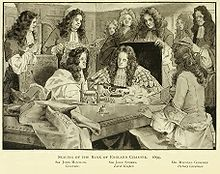 SEALING OF THE BANK OF ENGLAND CHARTER. 1694.
SIR JOHN HOUBLON, SIR JOHN SOMERS, MR MICHAEL GODFREY,
Governor. Lord Keeper. Deputy Governor.